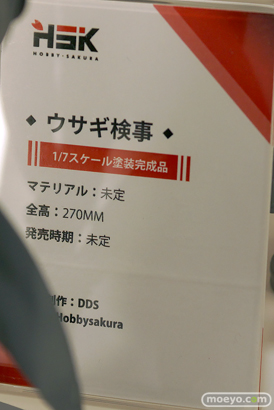 HSK
HOBBY-SAKURA
◆ ウサギ検事 ◆
1/7スケール塗装完成品
マテリアル：未定
全高：270MM
発売時期：未定
制作：DDS
Hobbysakura
moeyo.com